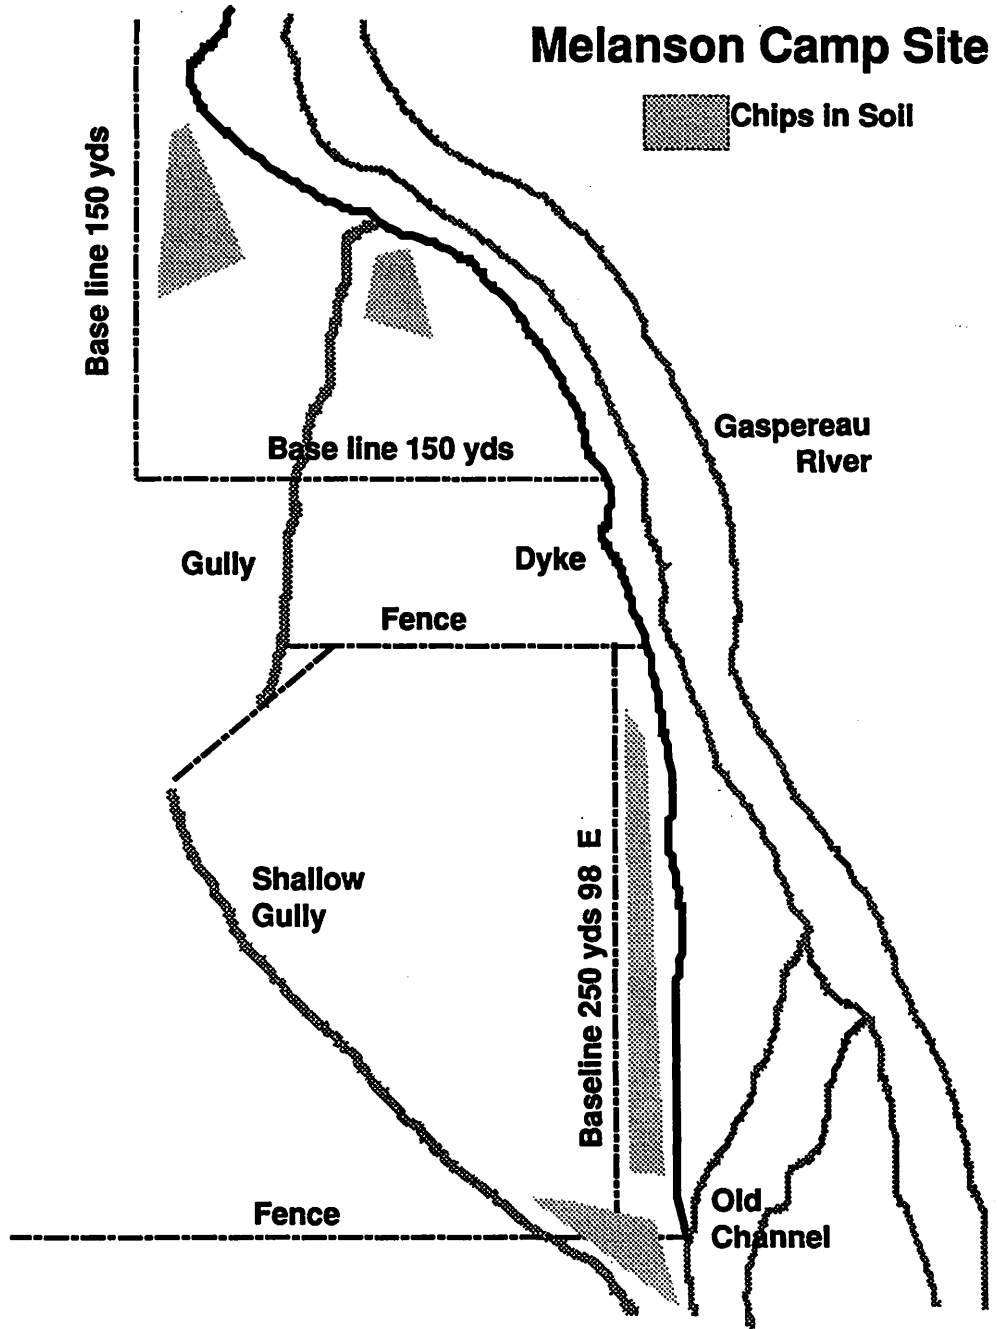 Melanson Camp Site
Chips in Soil
Base line 150 yds
Base line 150 yds
Gaspereau
River
Gully
Dyke
Fence
Shallow
Gully
Baseline 250 yds 98 E
Old
Channel
Fence